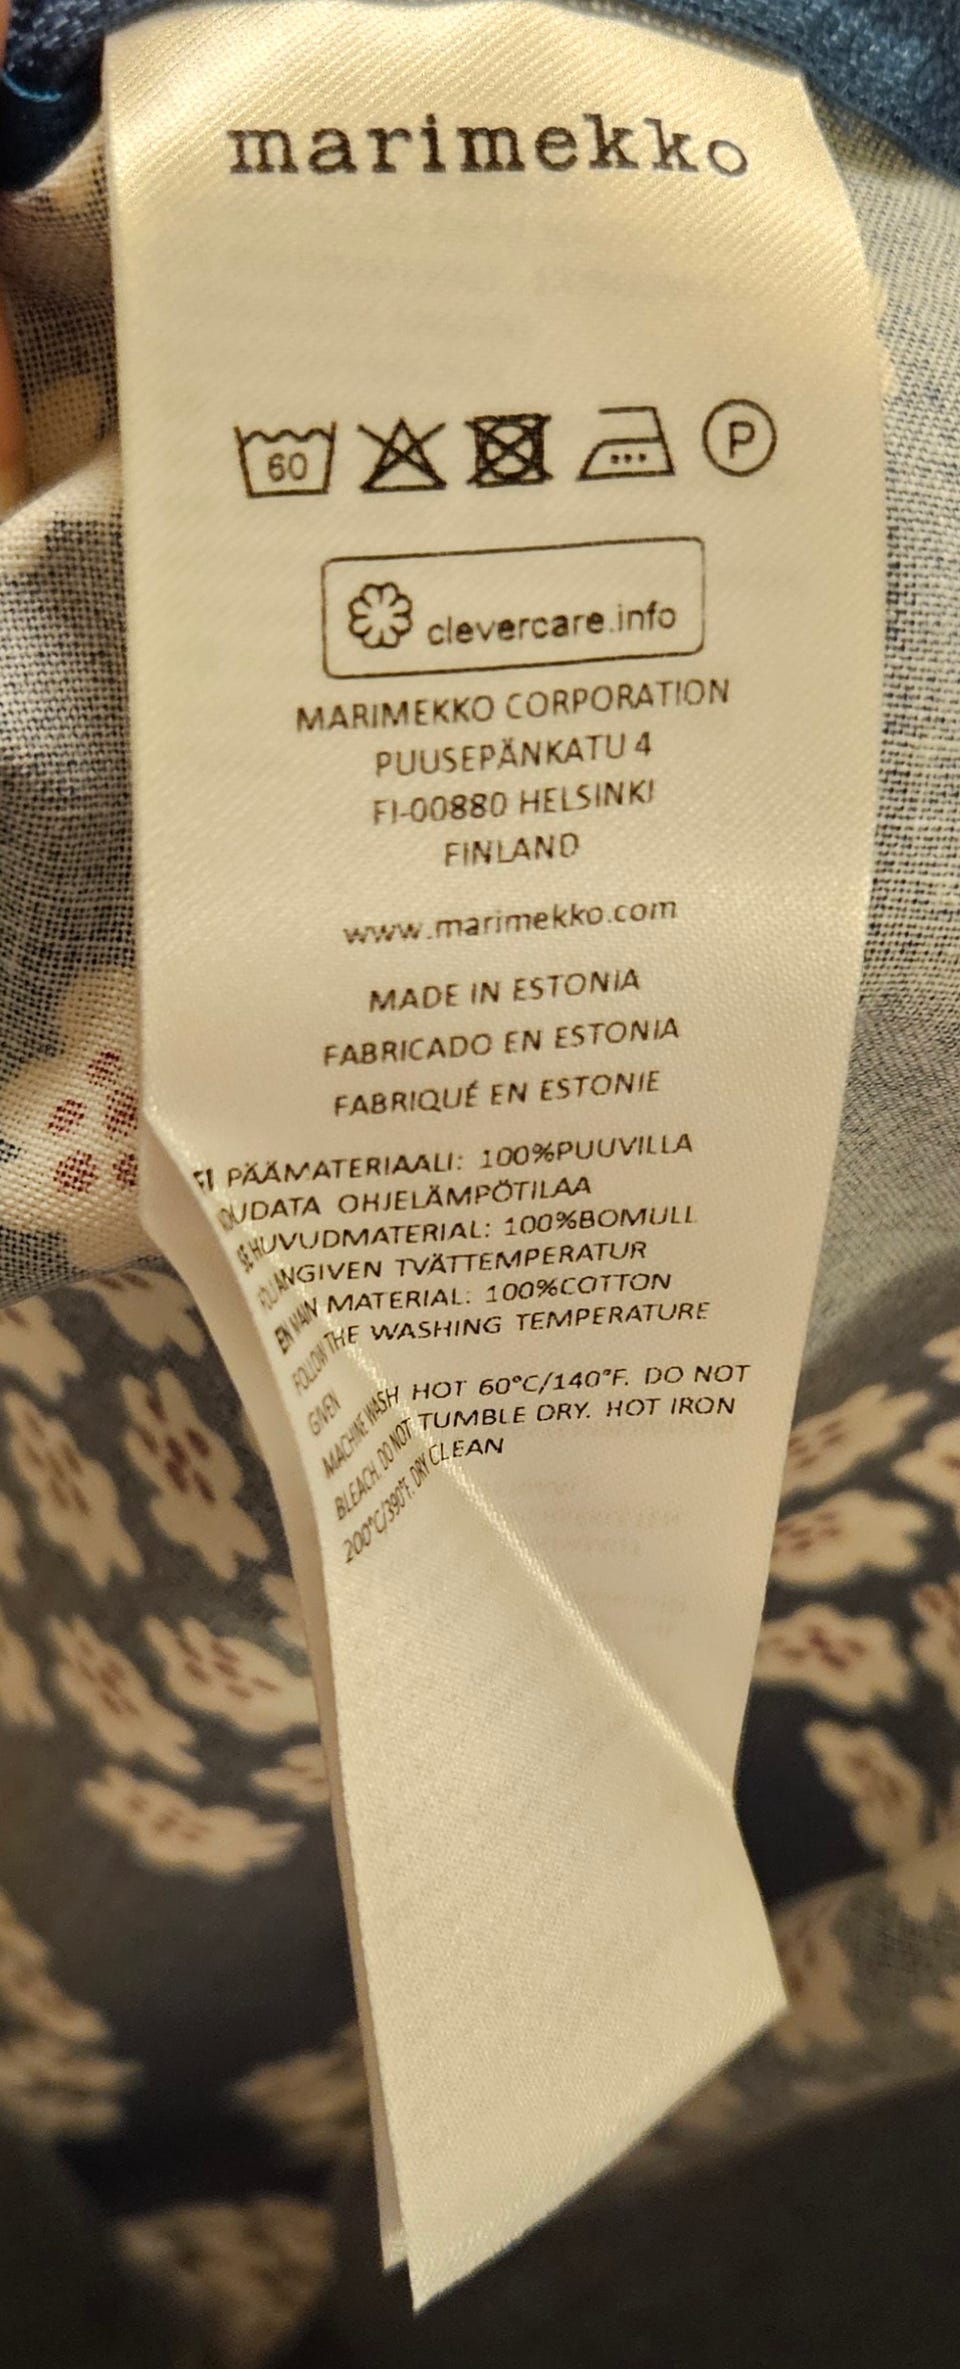 marimekko
60
P
clevercare.info
MARIMEKKO CORPORATION
PUUSEPÄNKATU 4
FI-00880 HELSINKI
FINLAND
www.marimekko.com
MADE IN ESTONIA
FABRICADO EN ESTONIA
FABRIQUÉ EN ESTONIE
FI PÄÄMATERIAALI: 100%PUUVILLA
NOUDATA OHJELÄMPÖTILAA
SE HUVUDMATERIAL: 100%BOMULL
FÖLJ ANGIVEN TVÄTTEMPERATUR
EN MAIN MATERIAL: 100%COTTON
FOLLOW THE WASHING TEMPERATURE
GIVEN
MACHINE WASH HOT 60°C/140°F. DO NOT
BLEACH. DO NOT TUMBLE DRY. HOT IRON
200°C/390°F. DRY CLEAN